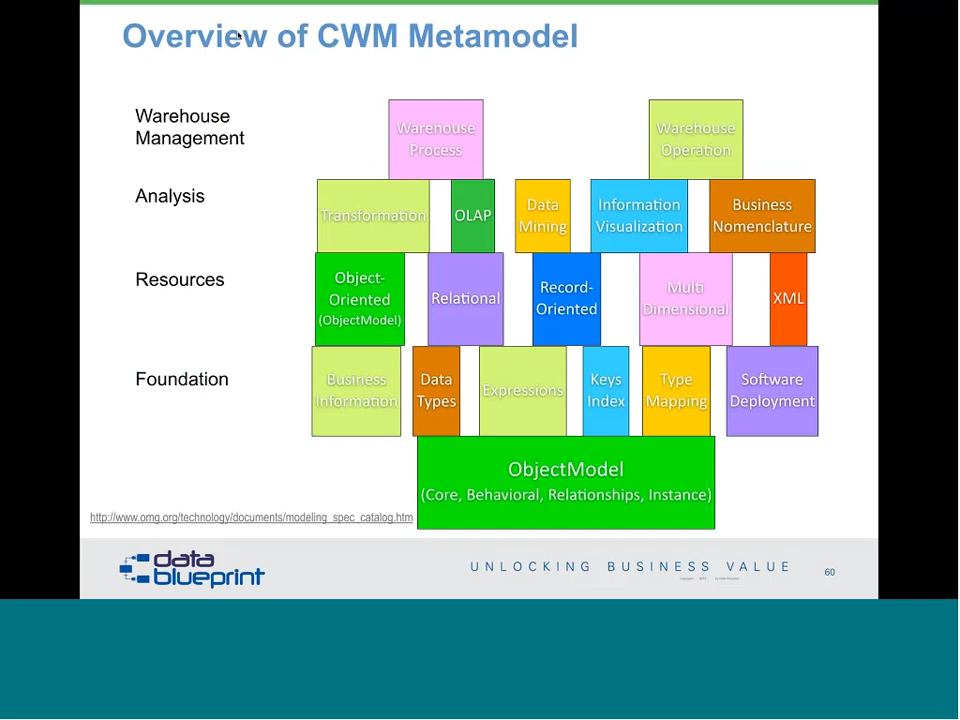 Overview of CWM Metamodel
Warehouse
Management
Warehouse
Process
Warehouse
Operation
Analysis
Transformation
OLAP
Data
Mining
Information
Visualization
Business
Nomenclature
Resources
Object-
Oriented
(ObjectModel)
Relational
Record-
Oriented
Multi
Dimensional
XML
Foundation
Business
Information
Data
Types
Expressions
Keys
Index
Type
Mapping
Software
Deployment
ObjectModel
(Core, Behavioral, Relationships, Instance)
http://www.omg.org/technology/documents/modeling_spec_catalog.htm
data
blueprint
UNLOCKING BUSINESS VALUE
60